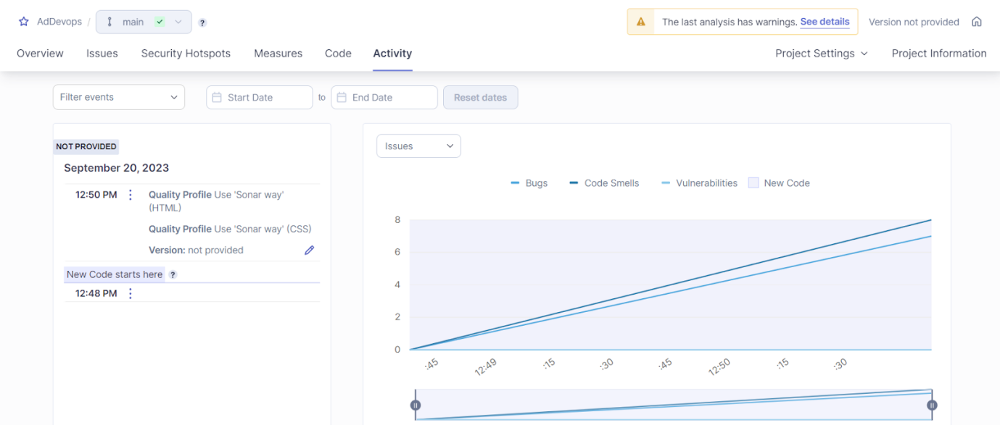 AdDevops / main ?
The last analysis has warnings. See details
Version not provided
Overview Issues Security Hotspots Measures Code Activity
Project Settings Project Information
Filter events
Start Date to End Date Reset dates
NOT PROVIDED
September 20, 2023
12:50 PM Quality Profile Use 'Sonar way'
(HTML)
Quality Profile Use 'Sonar way' (CSS)
Version: not provided
New Code starts here ?
12:48 PM
Issues
Bugs Code Smells Vulnerabilities New Code
8
6
4
2
0
:45 12:49 :15 :30 :45 12:50 :15 :30